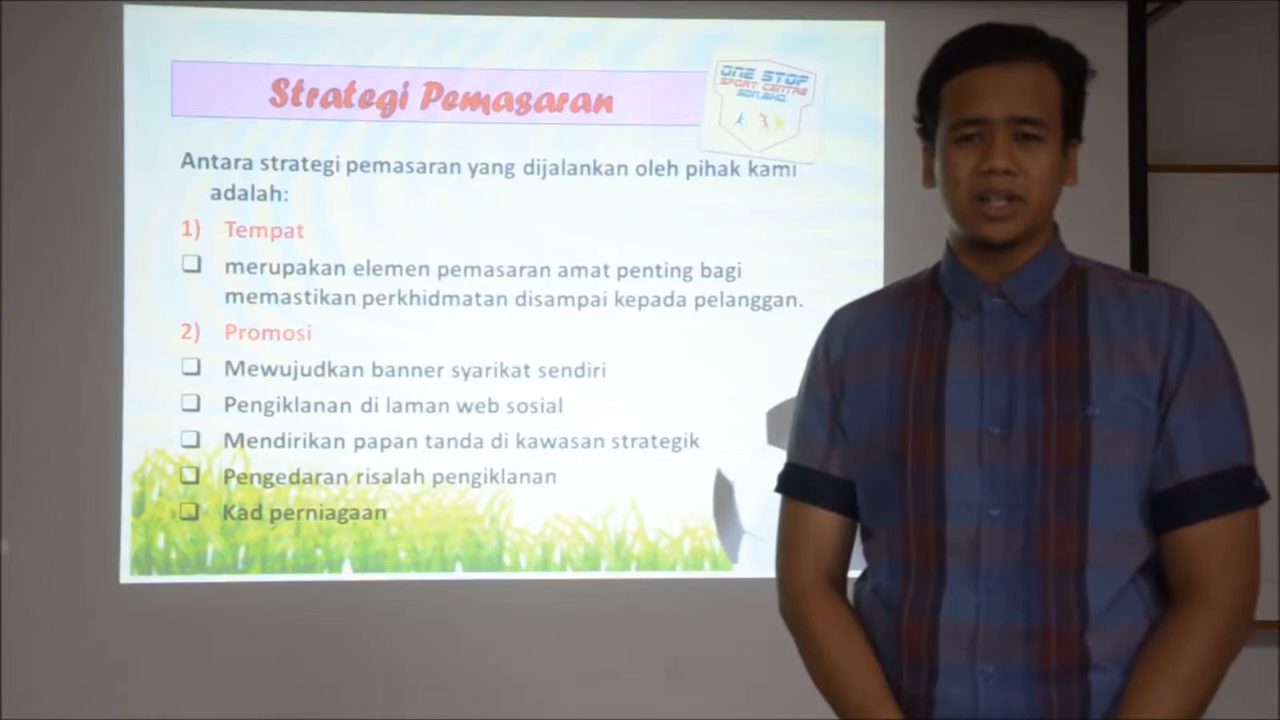 Strategi Pemasaran
ONE STOP
SPORT CENTRE
SDN.BHD.
Antara strategi pemasaran yang dijalankan oleh pihak kami
adalah:
1) Tempat
❑ merupakan elemen pemasaran amat penting bagi
memastikan perkhidmatan disampai kepada pelanggan.
2) Promosi
❑ Mewujudkan banner syarikat sendiri
❑ Pengiklanan di laman web sosial
❑ Mendirikan papan tanda di kawasan strategik
❑ Pengedaran risalah pengiklanan
❑ Kad perniagaan